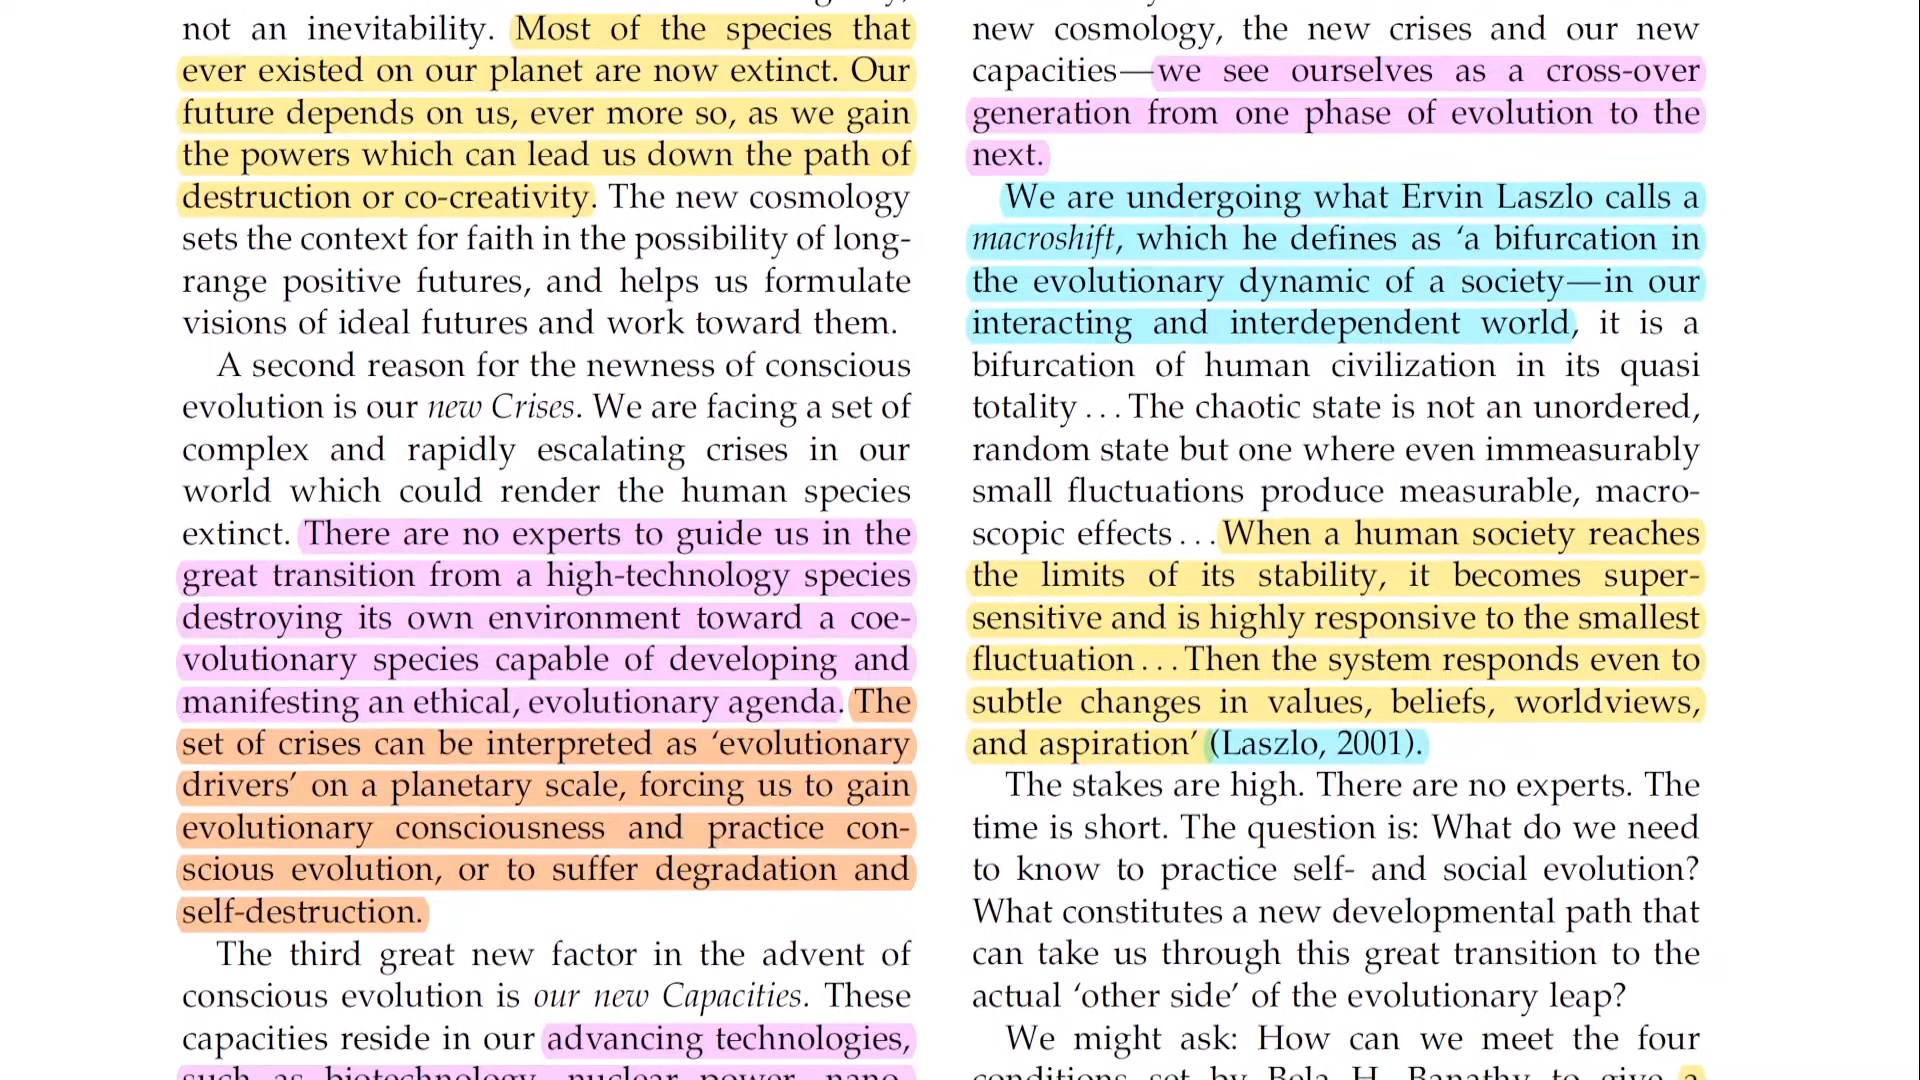 not an inevitability. Most of the species that
ever existed on our planet are now extinct. Our
future depends on us, ever more so, as we gain
the powers which can lead us down the path of
destruction or co-creativity. The new cosmology
sets the context for faith in the possibility of long-
range positive futures, and helps us formulate
visions of ideal futures and work toward them.
A second reason for the newness of conscious
evolution is our new Crises. We are facing a set of
complex and rapidly escalating crises in our
world which could render the human species
extinct. There are no experts to guide us in the
great transition from a high-technology species
destroying its own environment toward a coe-
volutionary species capable of developing and
manifesting an ethical, evolutionary agenda. The
set of crises can be interpreted as ‘evolutionary
drivers’ on a planetary scale, forcing us to gain
evolutionary consciousness and practice con-
scious evolution, or to suffer degradation and
self-destruction.
The third great new factor in the advent of
conscious evolution is our new Capacities. These
capacities reside in our advancing technologies,
such as biotechnology, nuclear power, nano-
new cosmology, the new crises and our new
capacities—we see ourselves as a cross-over
generation from one phase of evolution to the
next.
We are undergoing what Ervin Laszlo calls a
macroshift, which he defines as ‘a bifurcation in
the evolutionary dynamic of a society—in our
interacting and interdependent world, it is a
bifurcation of human civilization in its quasi
totality . . . The chaotic state is not an unordered,
random state but one where even immeasurably
small fluctuations produce measurable, macro-
scopic effects . . . When a human society reaches
the limits of its stability, it becomes super-
sensitive and is highly responsive to the smallest
fluctuation . . . Then the system responds even to
subtle changes in values, beliefs, worldviews,
and aspiration’ (Laszlo, 2001).
The stakes are high. There are no experts. The
time is short. The question is: What do we need
to know to practice self- and social evolution?
What constitutes a new developmental path that
can take us through this great transition to the
actual ‘other side’ of the evolutionary leap?
We might ask: How can we meet the four
conditions set by Bela H. Banathy to give a